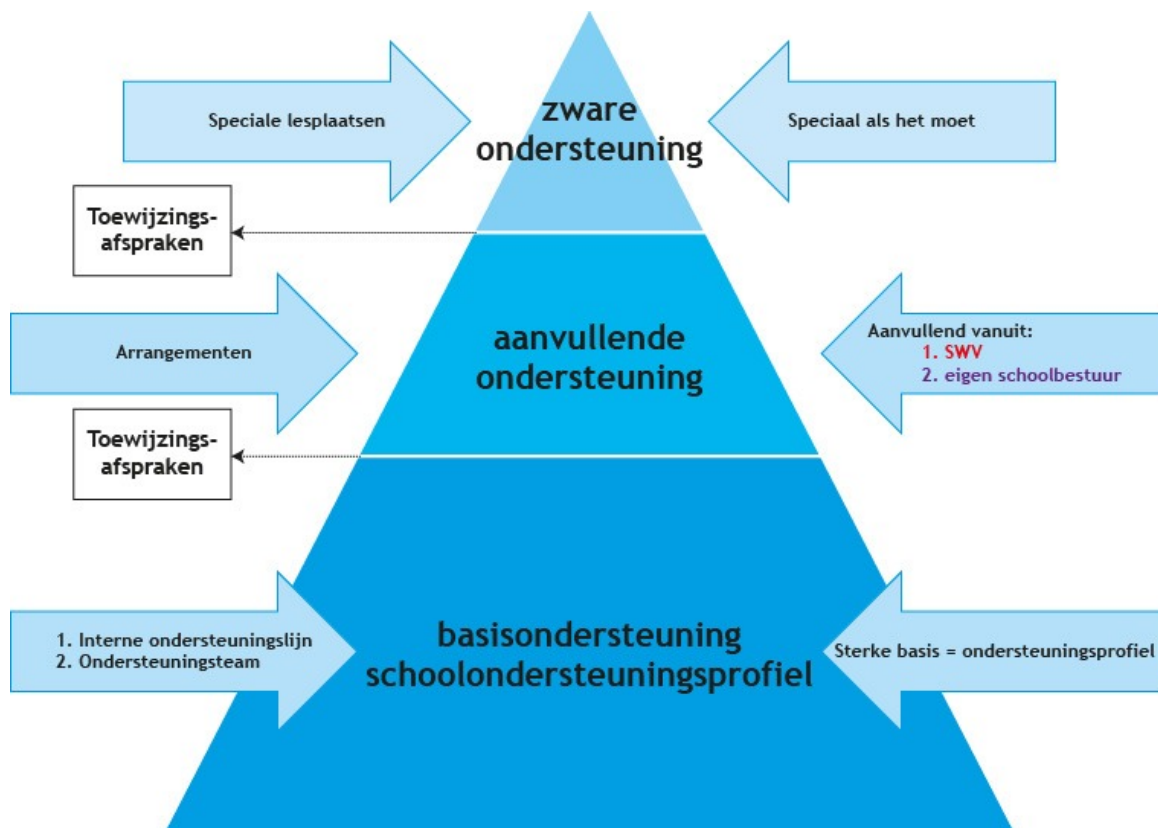 Speciale lesplaatsen
zware
ondersteuning
Speciaal als het moet
Toewijzings-
afspraken
Arrangementen
aanvullende
ondersteuning
Aanvullend vanuit:
1. SWV
2. eigen schoolbestuur
Toewijzings-
afspraken
1. Interne ondersteuningslijn
2. Ondersteuningsteam
basisondersteuning
schoolondersteuningsprofiel
Sterke basis = ondersteuningsprofiel